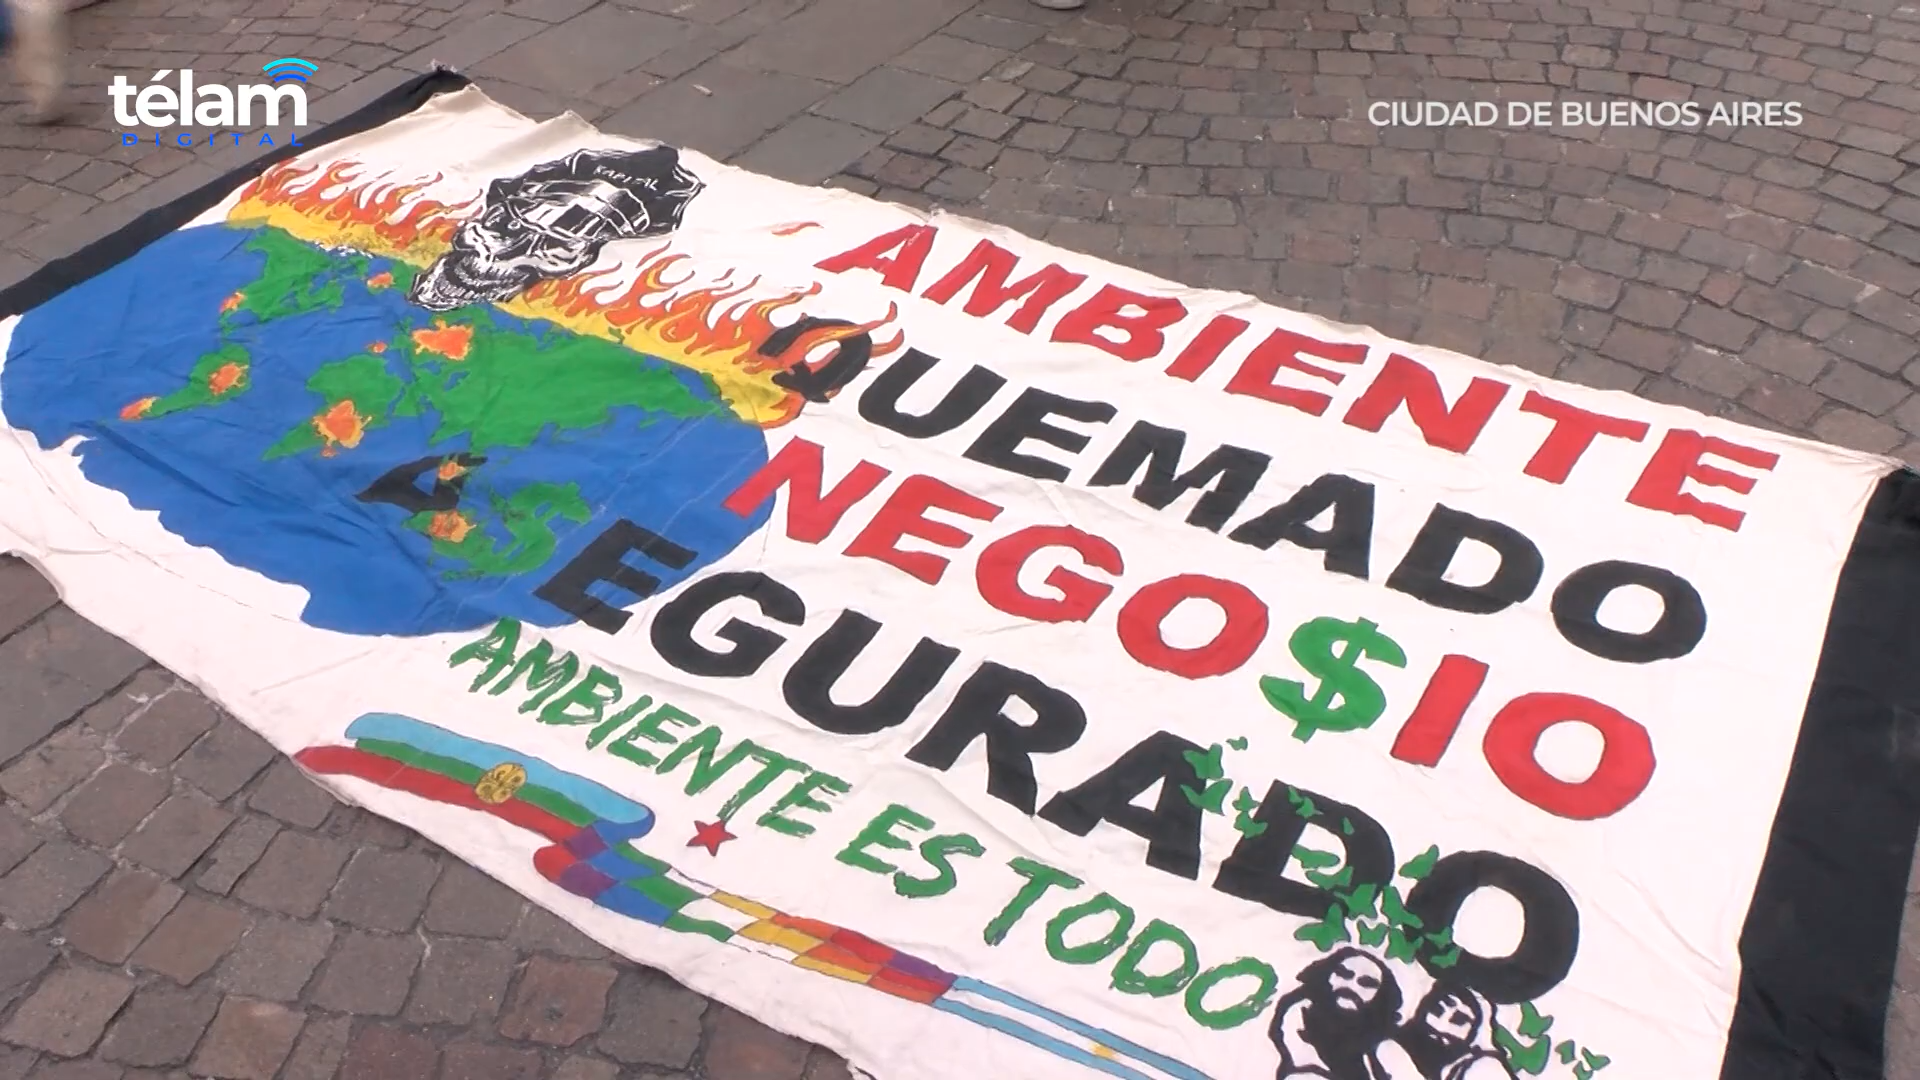 télam
DIGITAL
CIUDAD DE BUENOS AIRES
KAPITAL
AMBIENTE
QUEMADO
NEGO$IO
A$EGURADO
AMBIENTE ES TODO